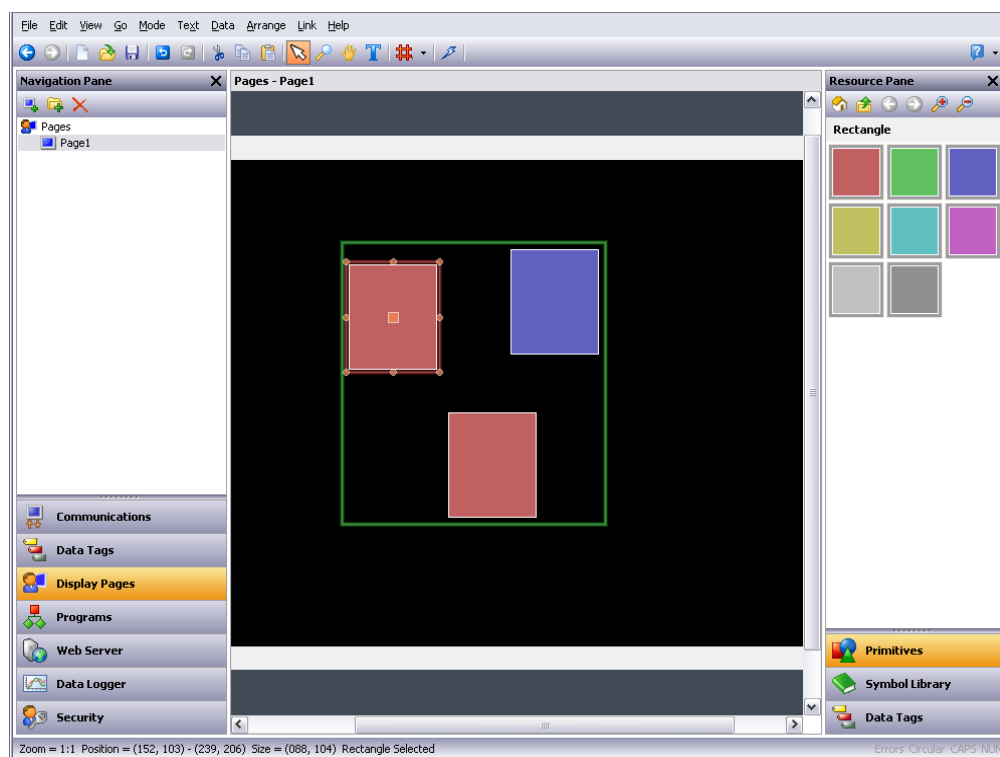 File Edit View Go Mode Text Data Arrange Link Help
Navigation Pane
Pages - Page1
Resource Pane
Pages
Page1
Rectangle
Communications
Data Tags
Display Pages
Programs
Web Server
Data Logger
Security
Primitives
Symbol Library
Data Tags
Zoom = 1:1 Position = (152, 103) - (239, 206) Size = (088, 104) Rectangle Selected
Errors Circular CAPS NUM